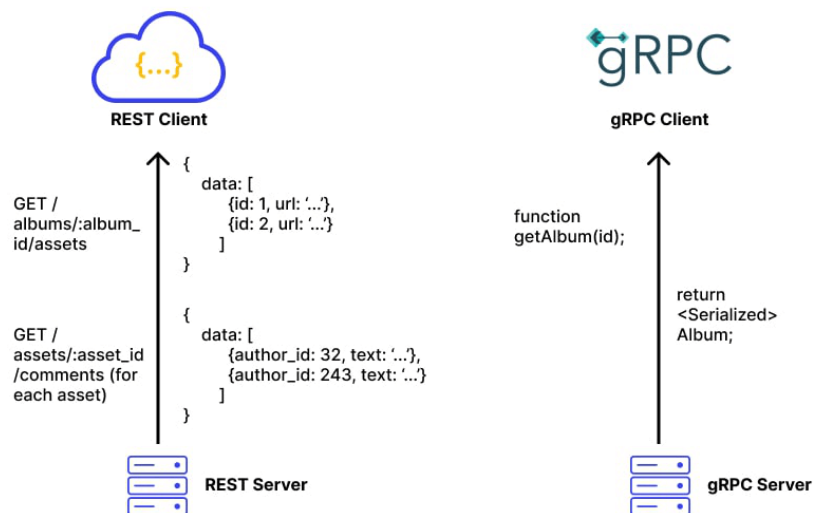 {...}
REST Client
GET /
albums/:album_
id/assets
{
data: [
{id: 1, url: ‘...’},
{id: 2, url: ‘...’}
]
}
GET /
assets/:asset_id
/comments (for
each asset)
{
data: [
{author_id: 32, text: ‘...’},
{author_id: 243, text: ‘...’}
]
}
REST Server
gRPC
gRPC Client
function
getAlbum(id);
return
<Serialized>
Album;
gRPC Server